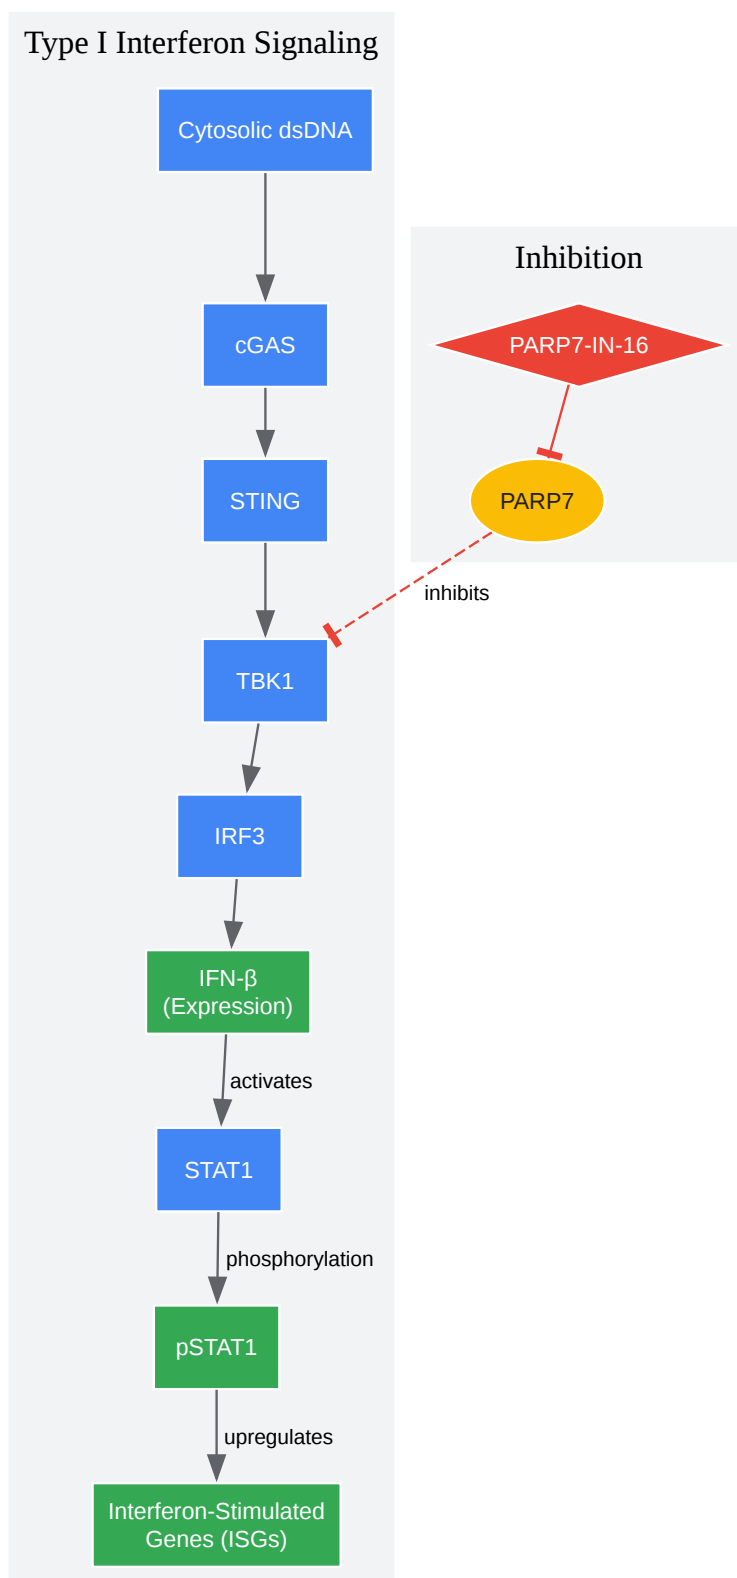 Type I Interferon Signaling
Cytosolic dsDNA
Inhibition
cGAS
PARP7-IN-16
STING
PARP7
inhibits
TBK1
IRF3
IFN-β
(Expression)
activates
STAT1
phosphorylation
pSTAT1
upregulates
Interferon-Stimulated
Genes (ISGs)